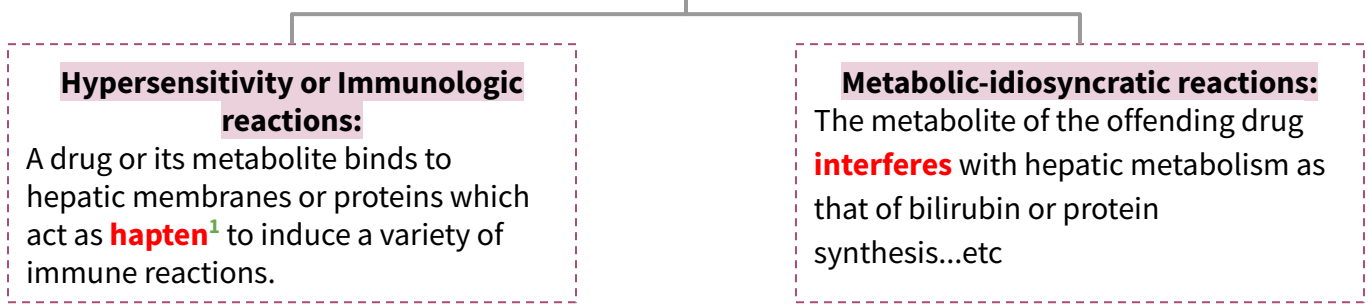 Hypersensitivity or Immunologic
reactions:
A drug or its metabolite binds to
hepatic membranes or proteins which
act as hapten¹ to induce a variety of
immune reactions.
Metabolic-idiosyncratic reactions:
The metabolite of the offending drug
interferes with hepatic metabolism as
that of bilirubin or protein
synthesis...etc